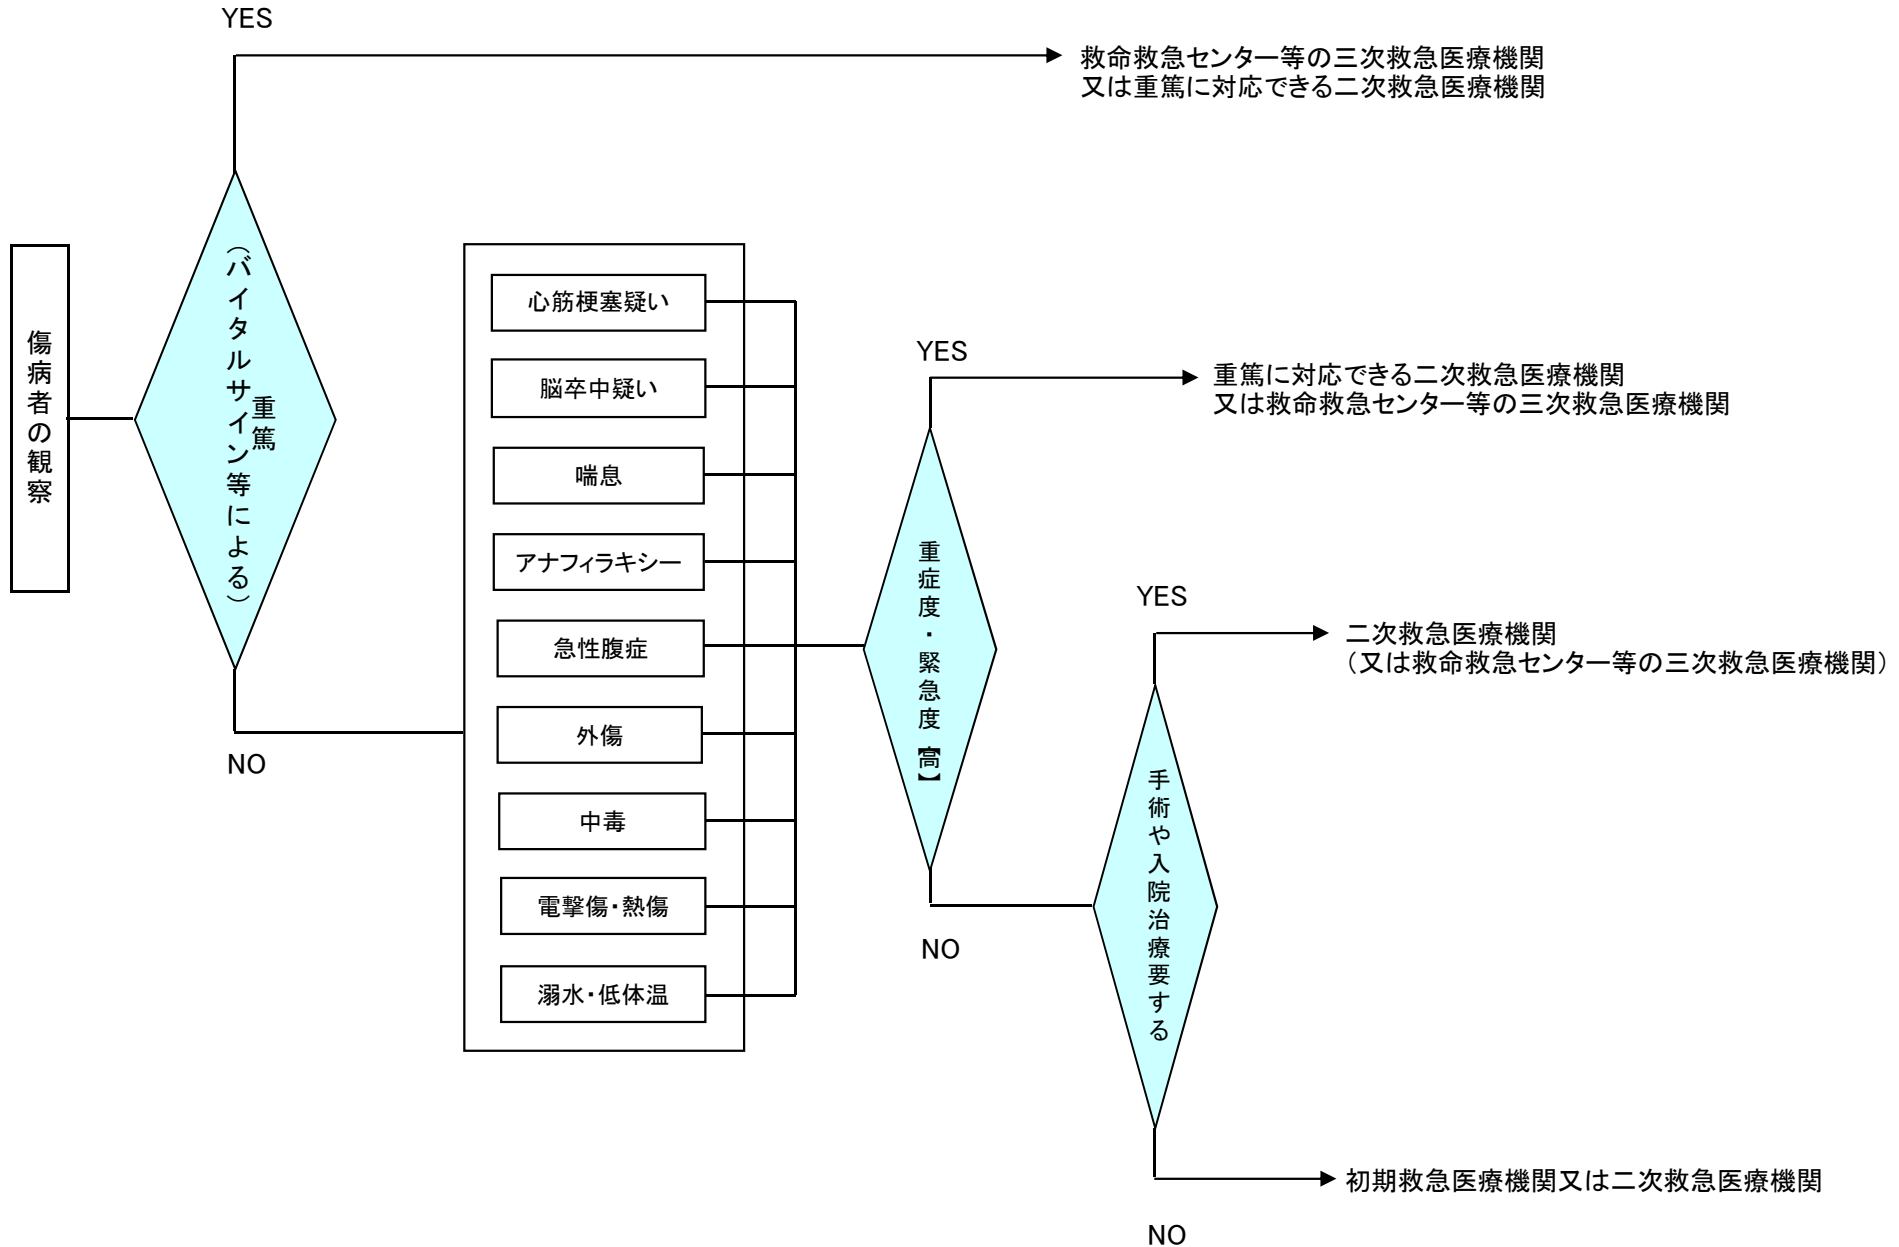 YES
救命救急センター等の三次救急医療機関
又は重篤に対応できる二次救急医療機関
傷病者の観察
重篤
（バイタルサイン等による）
NO
心筋梗塞疑い
脳卒中疑い
喘息
アナフィラキシー
急性腹症
外傷
中毒
電撃傷・熱傷
溺水・低体温
YES
重篤に対応できる二次救急医療機関
又は救命救急センター等の三次救急医療機関
重症度・緊急度【高】
NO
YES
二次救急医療機関
（又は救命救急センター等の三次救急医療機関）
手術や入院治療要する
初期救急医療機関又は二次救急医療機関
NO